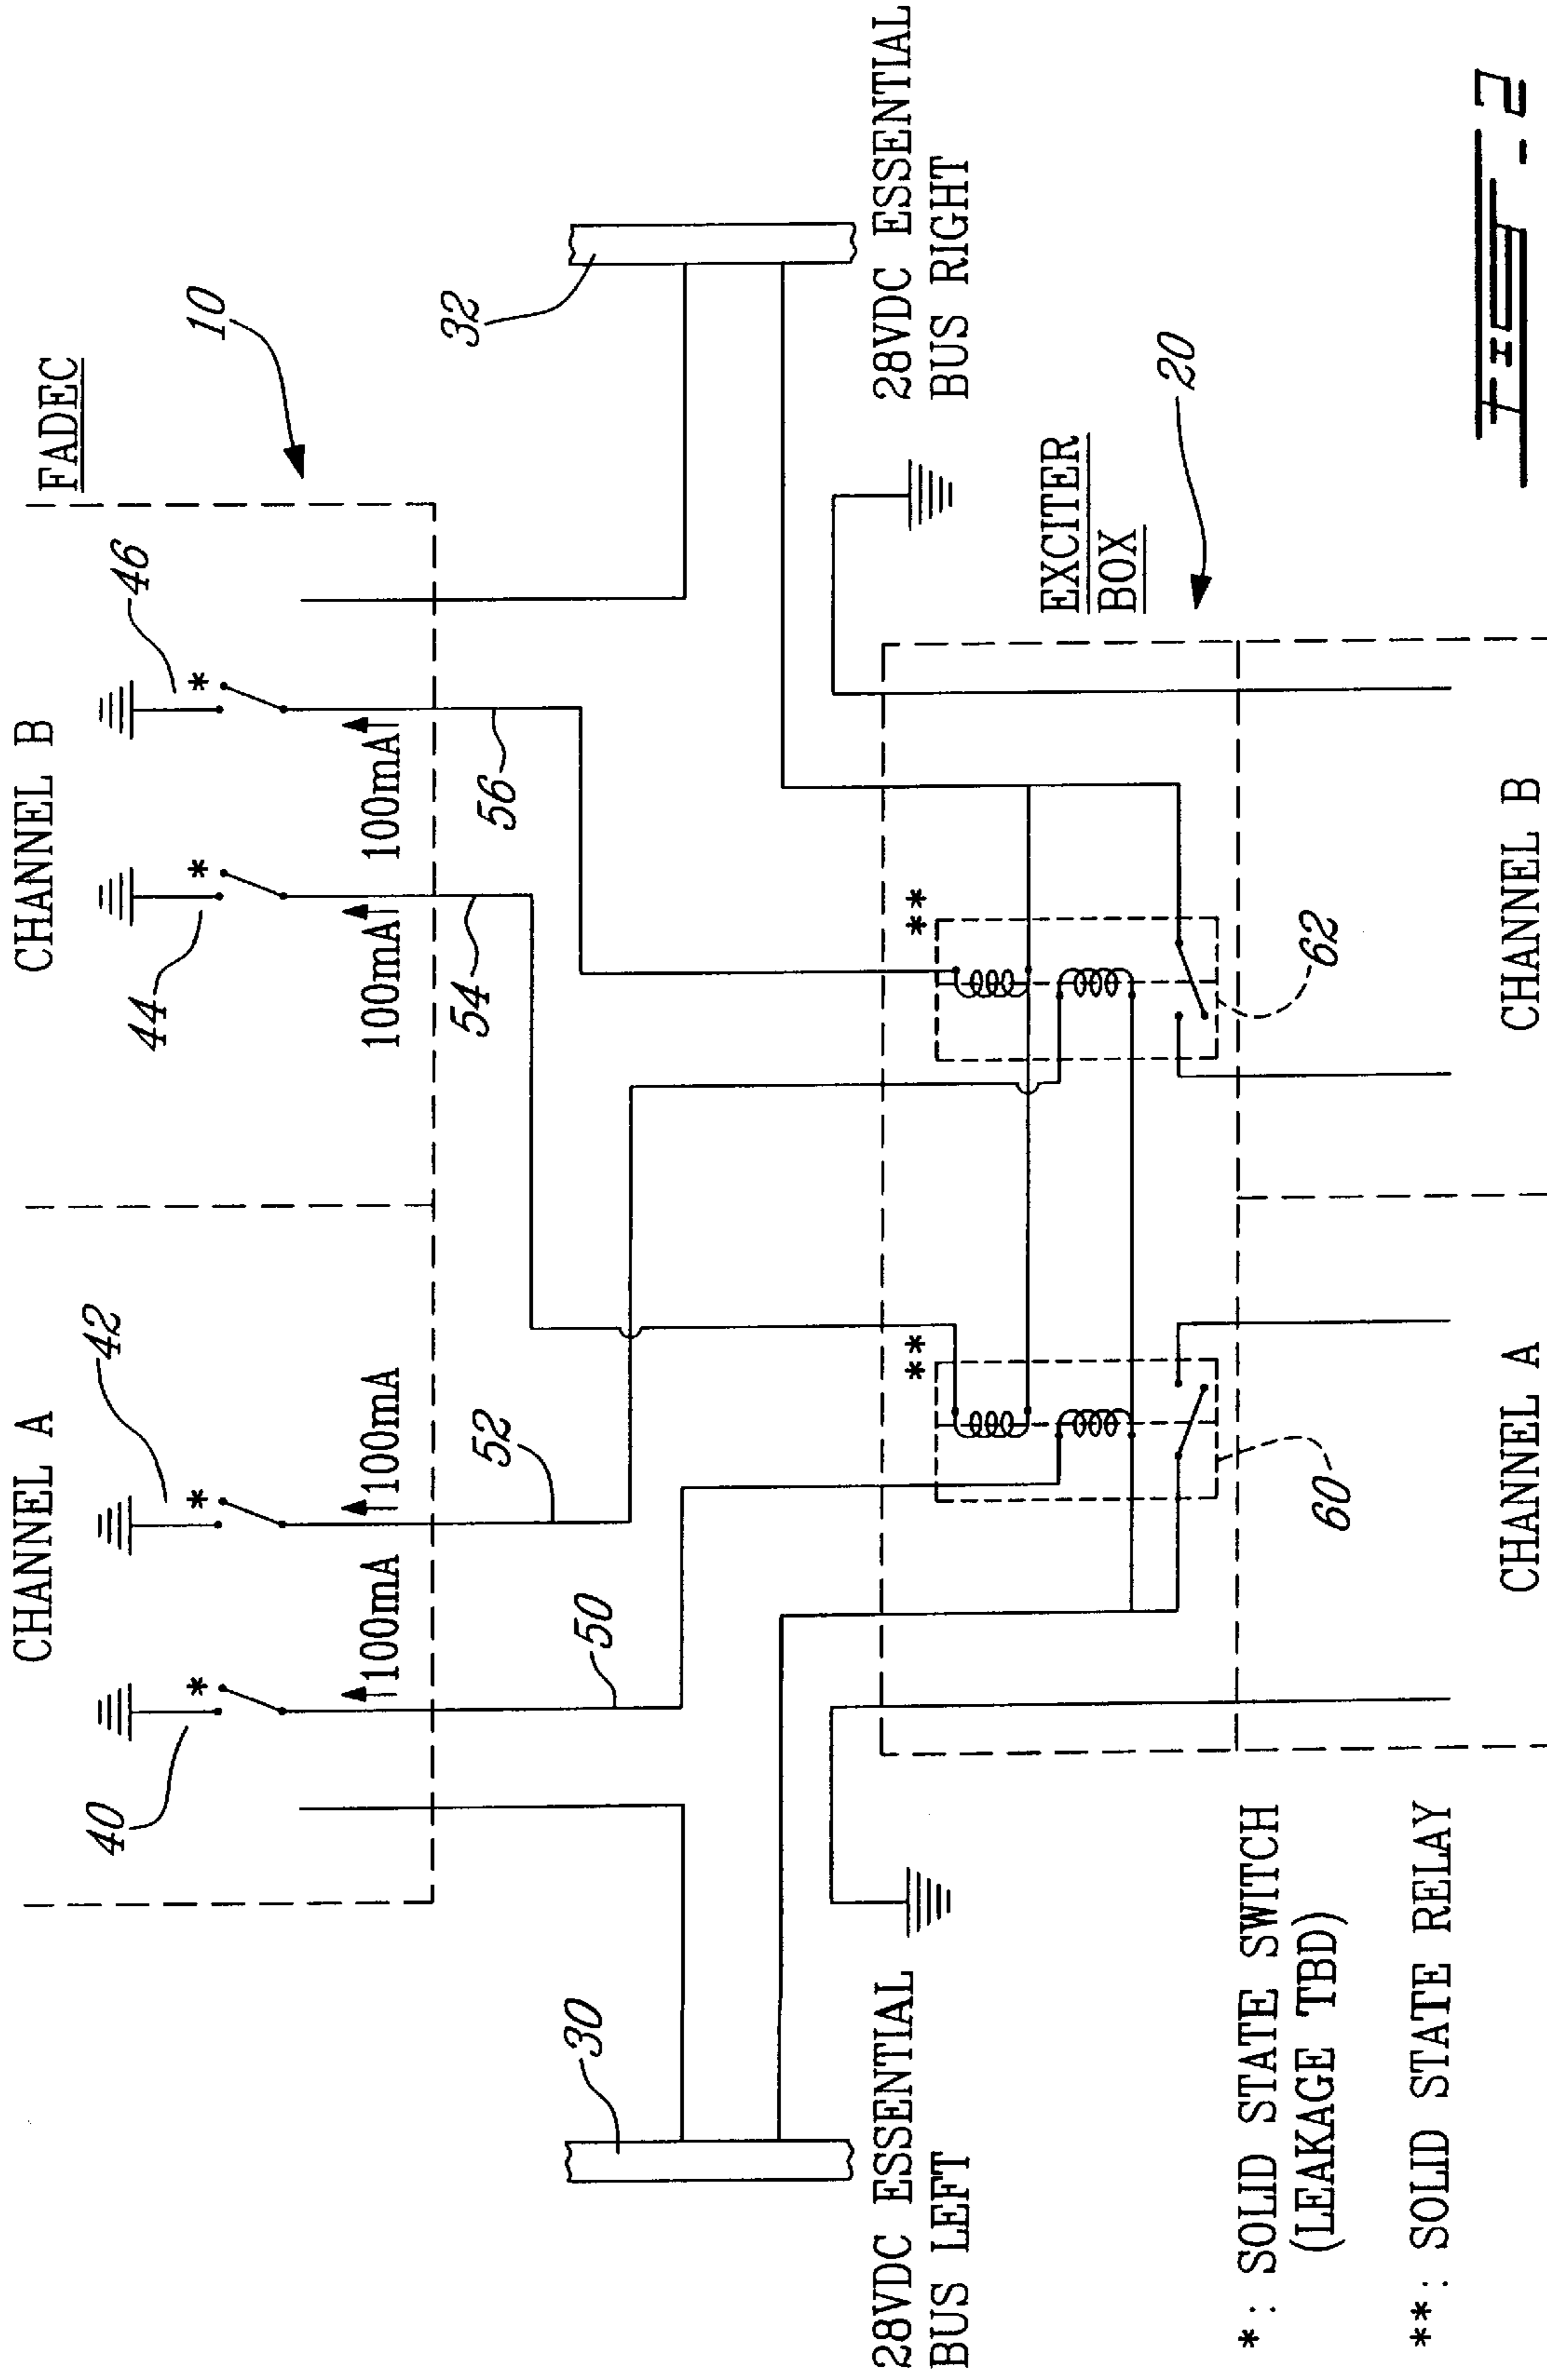 FADEC
CHANNEL A
CHANNEL B
10
40
42
44
46
100mA
100mA
100mA
100mA
50
52
54
56
30
32
28VDC ESSENTIAL
BUS LEFT
28VDC ESSENTIAL
BUS RIGHT
EXCITER
BOX
20
**
**
60
62
CHANNEL A
CHANNEL B
*: SOLID STATE SWITCH
(LEAKAGE TBD)
**: SOLID STATE RELAY
FIG-2
*
*
*
*